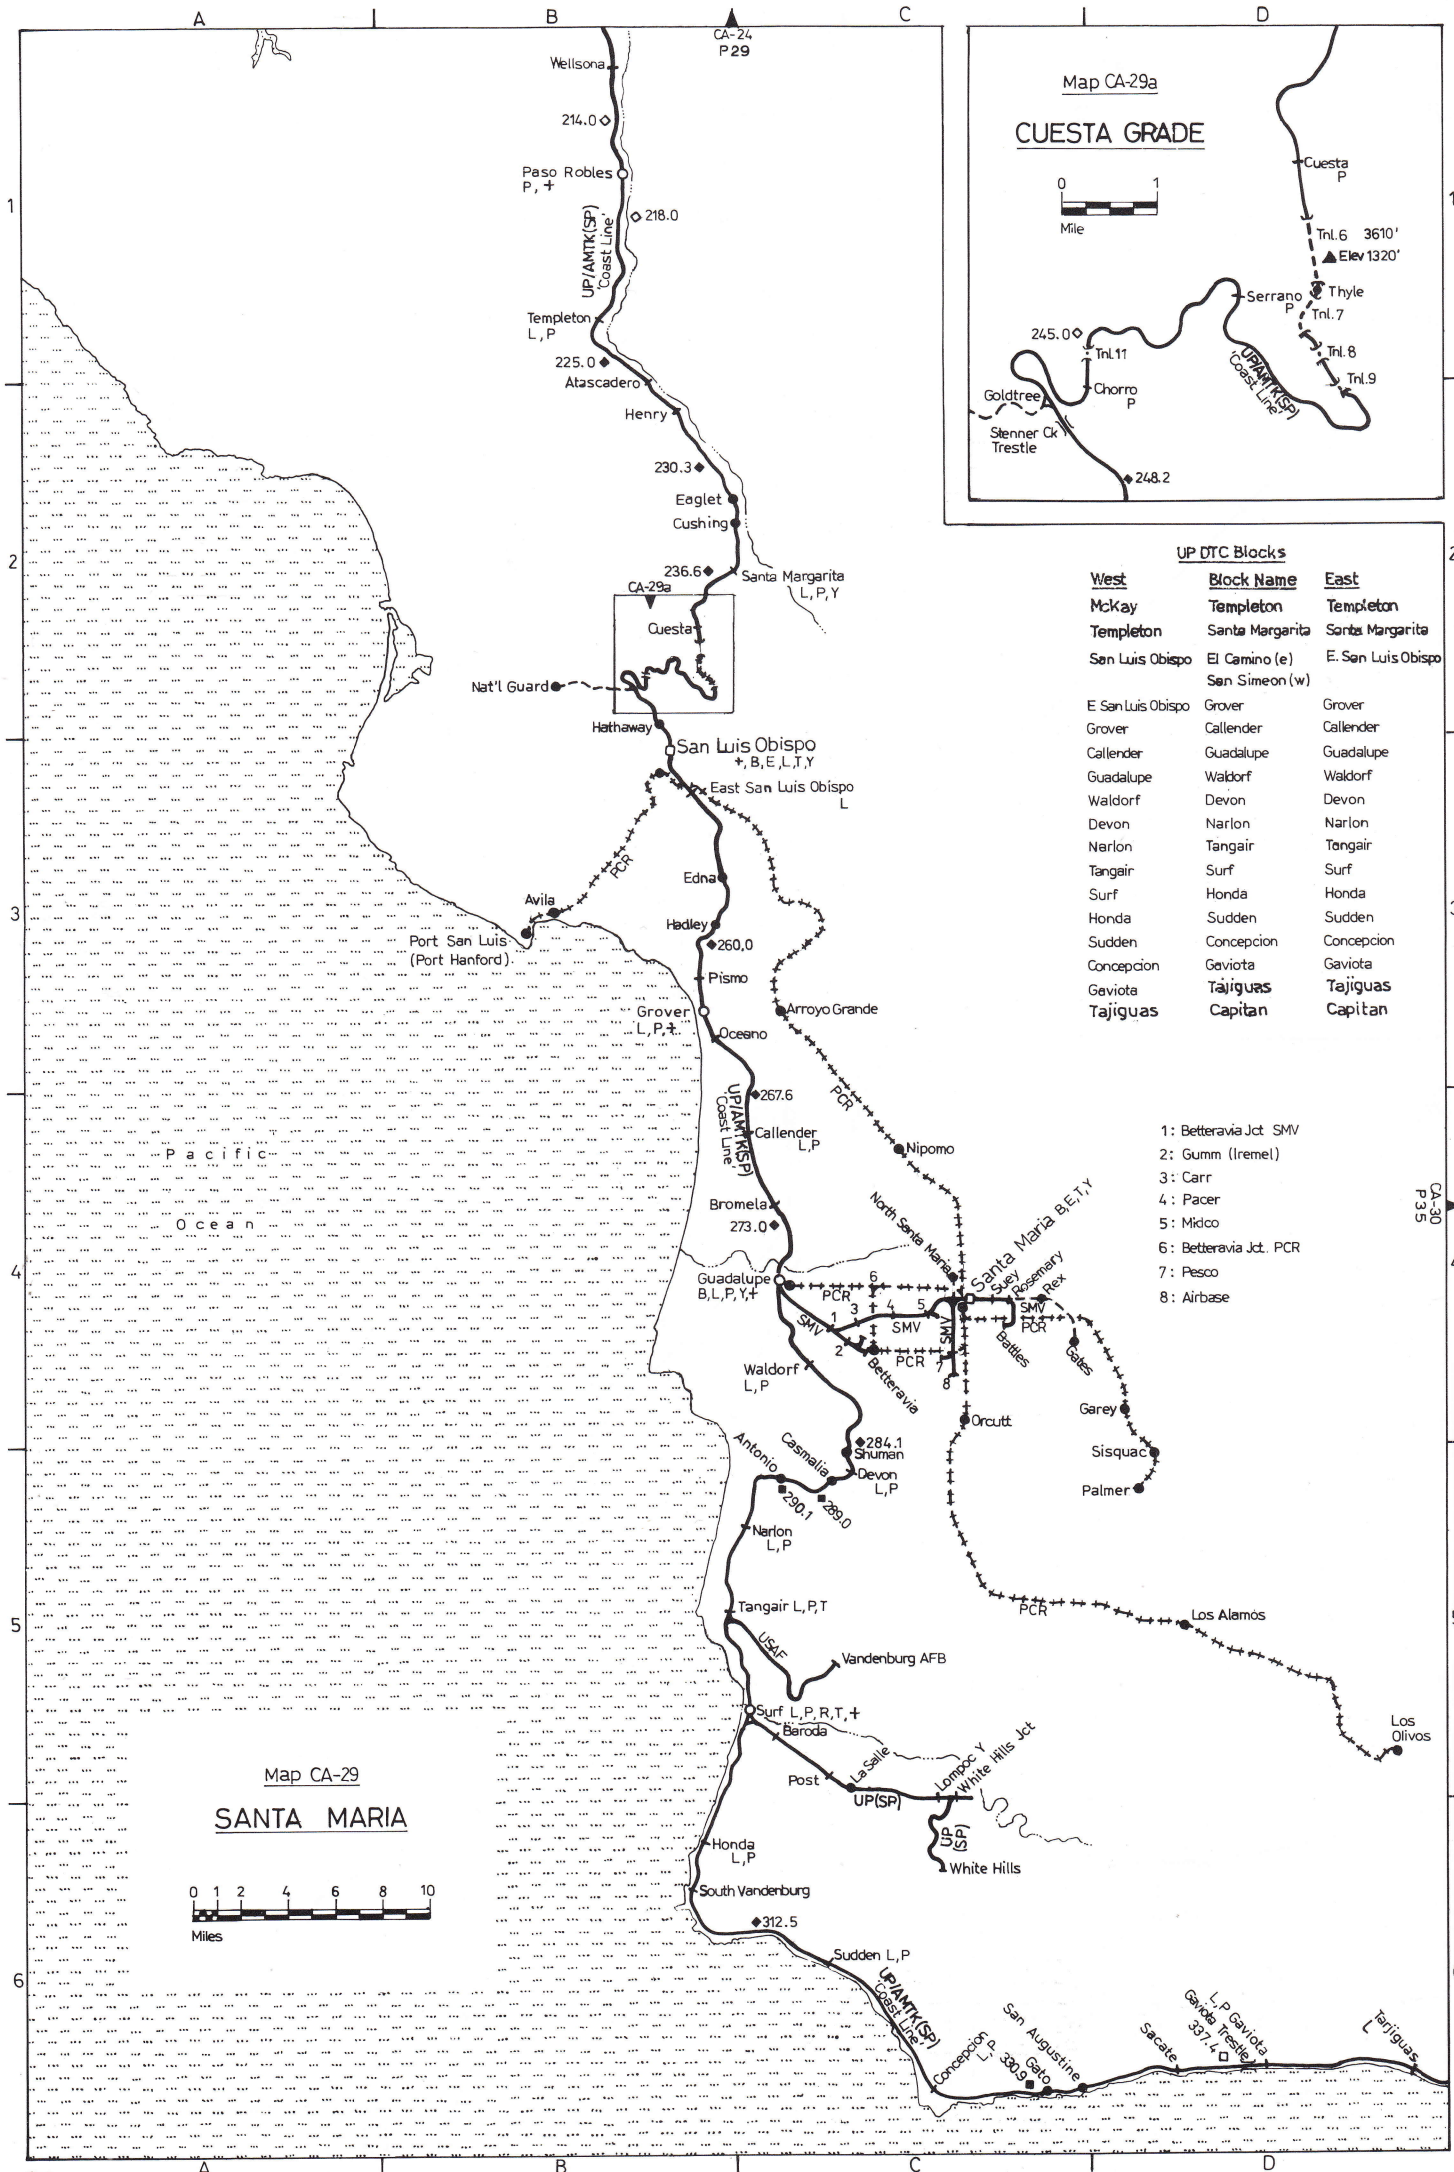 A
B
C
D
CA-24
P29
Wellsona
214.0
Paso Robles
P, +
218.0
UP/AMTK(SP)
'Coast Line'
Templeton
L, P
225.0
Atascadero
Henry
230.3
Eaglet
Cushing
236.6
Santa Margarita
L, P, Y
CA-29a
Cuesta
Nat'l Guard
Hathaway
San Luis Obispo
+, B, E, L, T, Y
East San Luis Obispo
L
PCR
Edna
Avila
Hadley
260.0
Port San Luis
(Port Hanford)
Pismo
Grover
L, P, +
Arroyo Grande
Oceano
267.6
PCR
UP/AMTK(SP)
'Coast Line'
Callender
L, P
Nipomo
Pacific
Ocean
Bromela
273.0
North Santa Maria
Santa Maria B, E, T, Y
Suey
Rosemary
Rex
Guadalupe
B, L, P, Y, +
6
PCR
1
3
4
5
SMV
SMV
SMV
SMV
PCR
2
PCR
7
8
Betteravia
Battles
Gates
Waldorf
L, P
Orcutt
Garey
Sisquac
Palmer
284.1
Shuman
Antonio
Casmalia
Devon
L, P
290.1
289.0
Narlon
L, P
Tangair L, P, T
PCR
Los Alamos
USAF
Vandenburg AFB
Surf L, P, R, T, +
Baroda
Los
Olivos
Post
La Salle
Lompoc Y
White Hills Jct
UP(SP)
UP
(SP)
White Hills
Honda
L, P
South Vandenburg
312.5
Sudden L, P
UP/AMTK(SP)
'Coast Line'
Concepcion
L, P
330.9
San Augustine
Gato
Sacate
L, P Gaviota
Gaviota Trestle
337.4
Tarjiguas
L
Map CA-29
SANTA MARIA
0 1 2 4 6 8 10
Miles
Map CA-29a
CUESTA GRADE
0 1
Mile
Cuesta
P
Tnl.6 3610'
Elev 1320'
Thyle
Serrano
P
Tnl.7
Tnl.8
Tnl.9
245.0
Tnl.11
Chorro
P
Goldtree
Stenner Ck
Trestle
UP/AMTK(SP)
'Coast Line'
248.2
UP DTC Blocks
West Block Name East
McKay Templeton Templeton
Templeton Santa Margarita Santa Margarita
San Luis Obispo El Camino (e) E. San Luis Obispo
San Simeon (w)
E San Luis Obispo Grover Grover
Grover Callender Callender
Callender Guadalupe Guadalupe
Guadalupe Waldorf Waldorf
Waldorf Devon Devon
Devon Narlon Narlon
Narlon Tangair Tangair
Tangair Surf Surf
Surf Honda Honda
Honda Sudden Sudden
Sudden Concepcion Concepcion
Concepcion Gaviota Gaviota
Gaviota Tajiguas Tajiguas
Tajiguas Capitan Capitan
1: Betteravia Jct SMV
2: Gumm (Iremel)
3: Carr
4: Pacer
5: Midco
6: Betteravia Jct. PCR
7: Pesco
8: Airbase
CA-30
P35
1
2
3
4
5
6
A
B
C
D